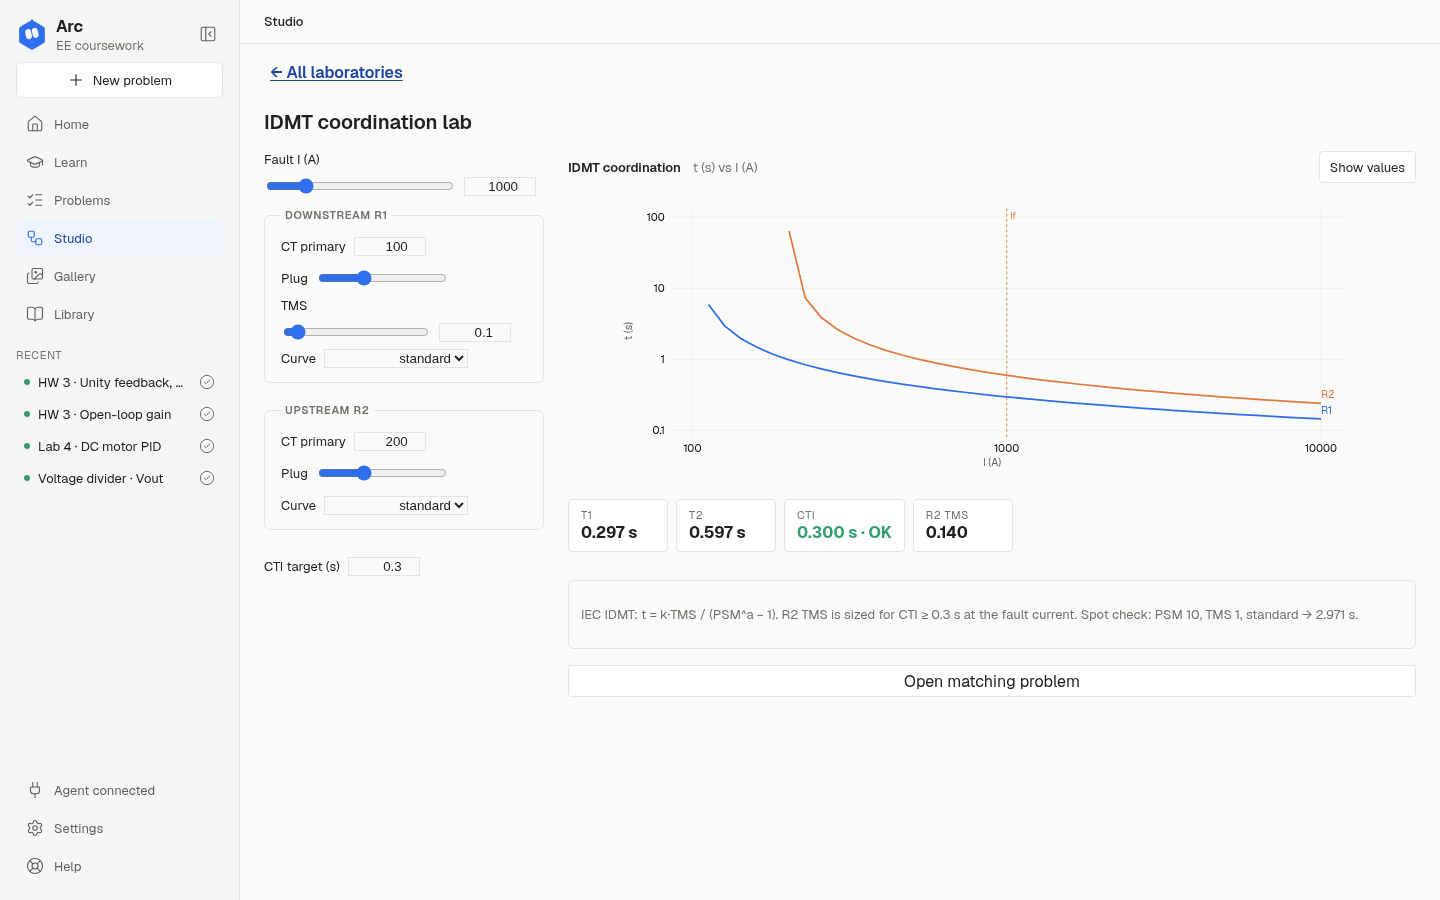 Arc
EE coursework
New problem
Home
Learn
Problems
Studio
Gallery
Library
RECENT
HW 3 · Unity feedback, ...
HW 3 · Open-loop gain
Lab 4 · DC motor PID
Voltage divider · Vout
Agent connected
Settings
Help
Studio
← All laboratories
IDMT coordination lab
Fault I (A)
1000
DOWNSTREAM R1
CT primary 100
Plug
TMS
0.1
Curve standard
UPSTREAM R2
CT primary 200
Plug
Curve standard
CTI target (s) 0.3
IDMT coordination t (s) vs I (A)
Show values
100
10
1
0.1
t (s)
If
R2
R1
100 1000 10000
I (A)
T1
0.297 s
T2
0.597 s
CTI
0.300 s · OK
R2 TMS
0.140
IEC IDMT: t = k·TMS / (PSM^a − 1). R2 TMS is sized for CTI ≥ 0.3 s at the fault current. Spot check: PSM 10, TMS 1, standard → 2.971 s.
Open matching problem